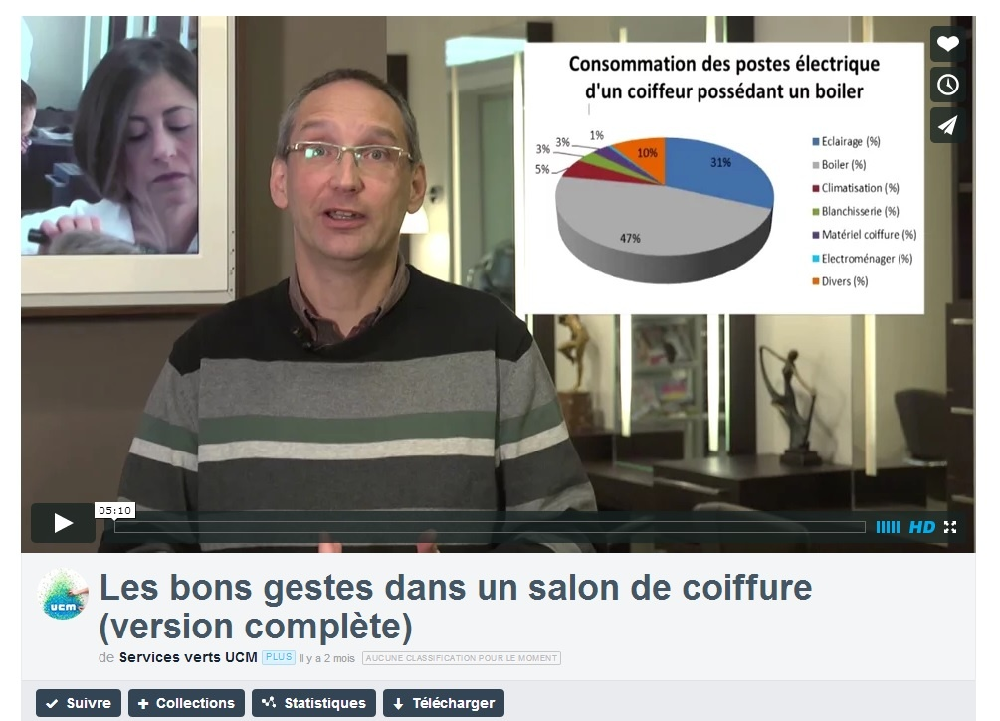 Consommation des postes électrique
d'un coiffeur possédant un boiler
1%
3%
3%
5%
10%
31%
47%
Eclairage (%)
Boiler (%)
Climatisation (%)
Blanchisserie (%)
Matériel coiffure (%)
Electroménager (%)
Divers (%)
05:10
HD
ucm
Les bons gestes dans un salon de coiffure
(version complète)
de Services verts UCM PLUS Il y a 2 mois AUCUNE CLASSIFICATION POUR LE MOMENT
Suivre + Collections Statistiques Télécharger